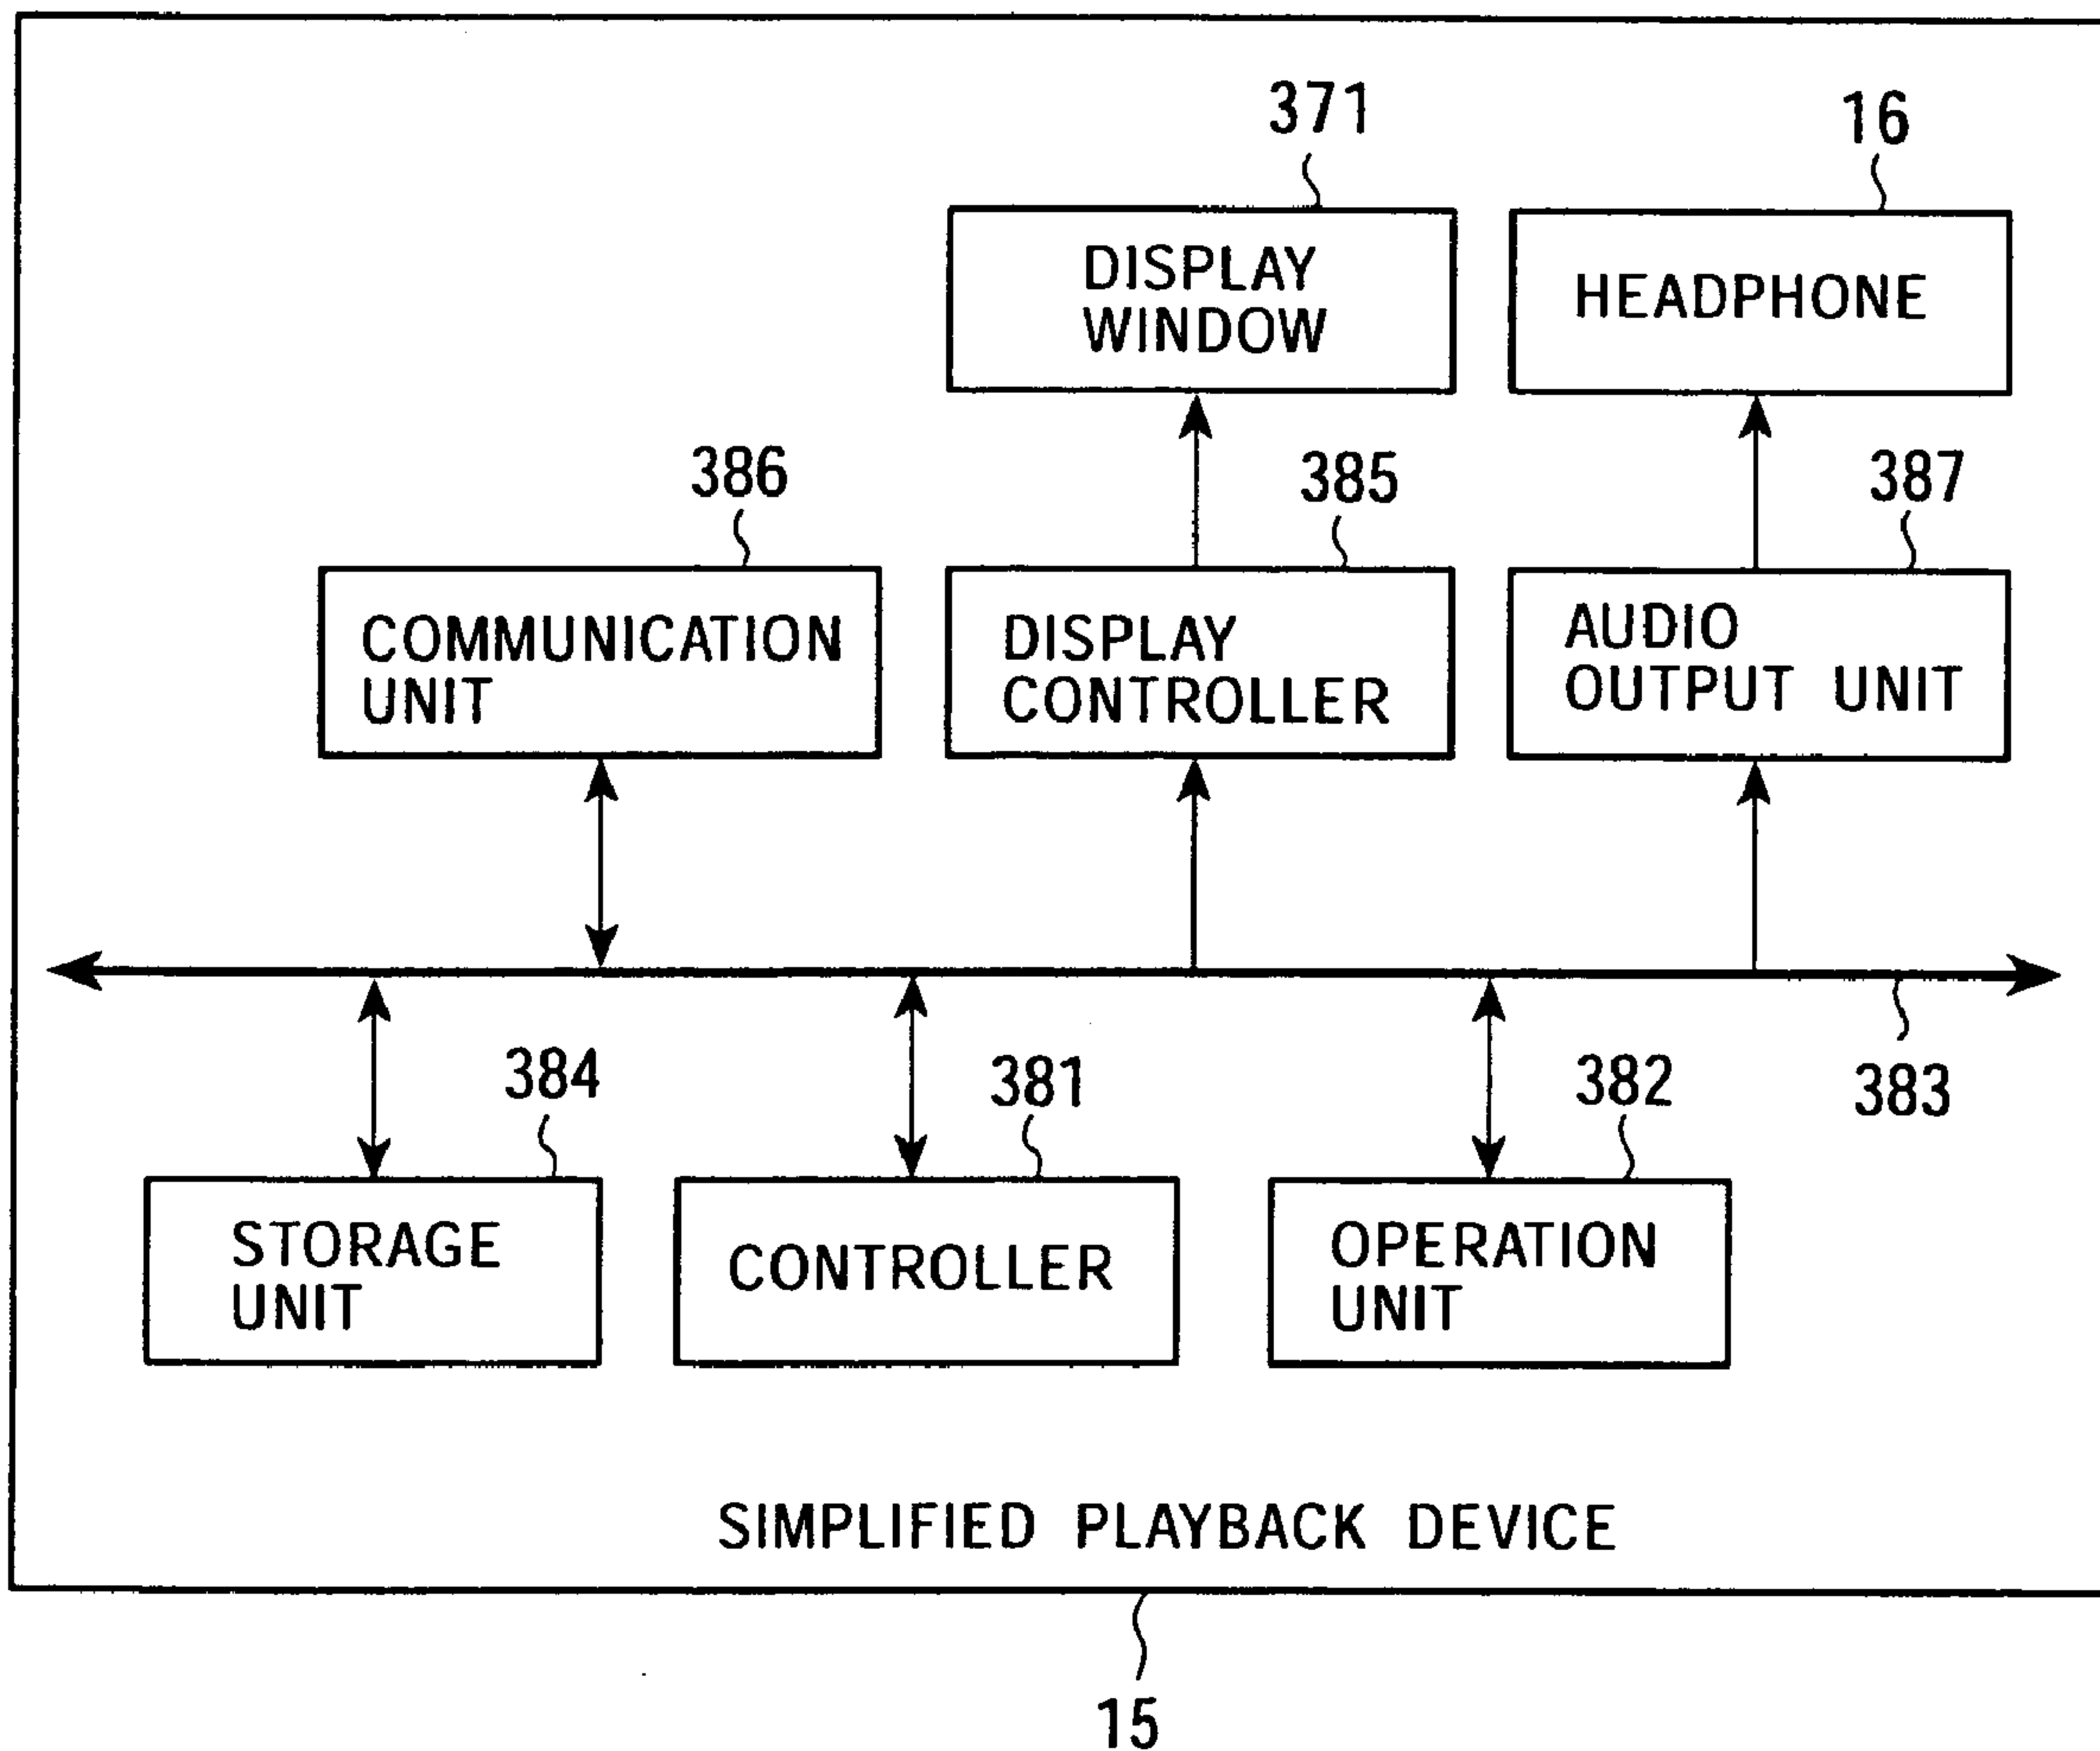 371
16
DISPLAY
WINDOW
HEADPHONE
386
385
387
COMMUNICATION
UNIT
DISPLAY
CONTROLLER
AUDIO
OUTPUT UNIT
384
381
382
383
STORAGE
UNIT
CONTROLLER
OPERATION
UNIT
SIMPLIFIED PLAYBACK DEVICE
15